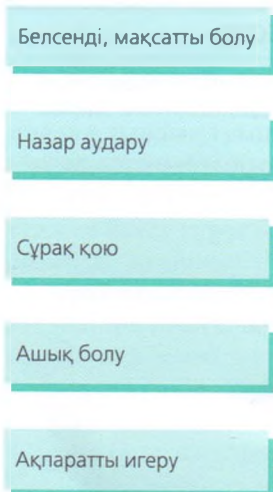 Белсенді, мақсатты болу
Назар аудару
Сұрақ қою
Ашық болу
Ақпаратты игеру